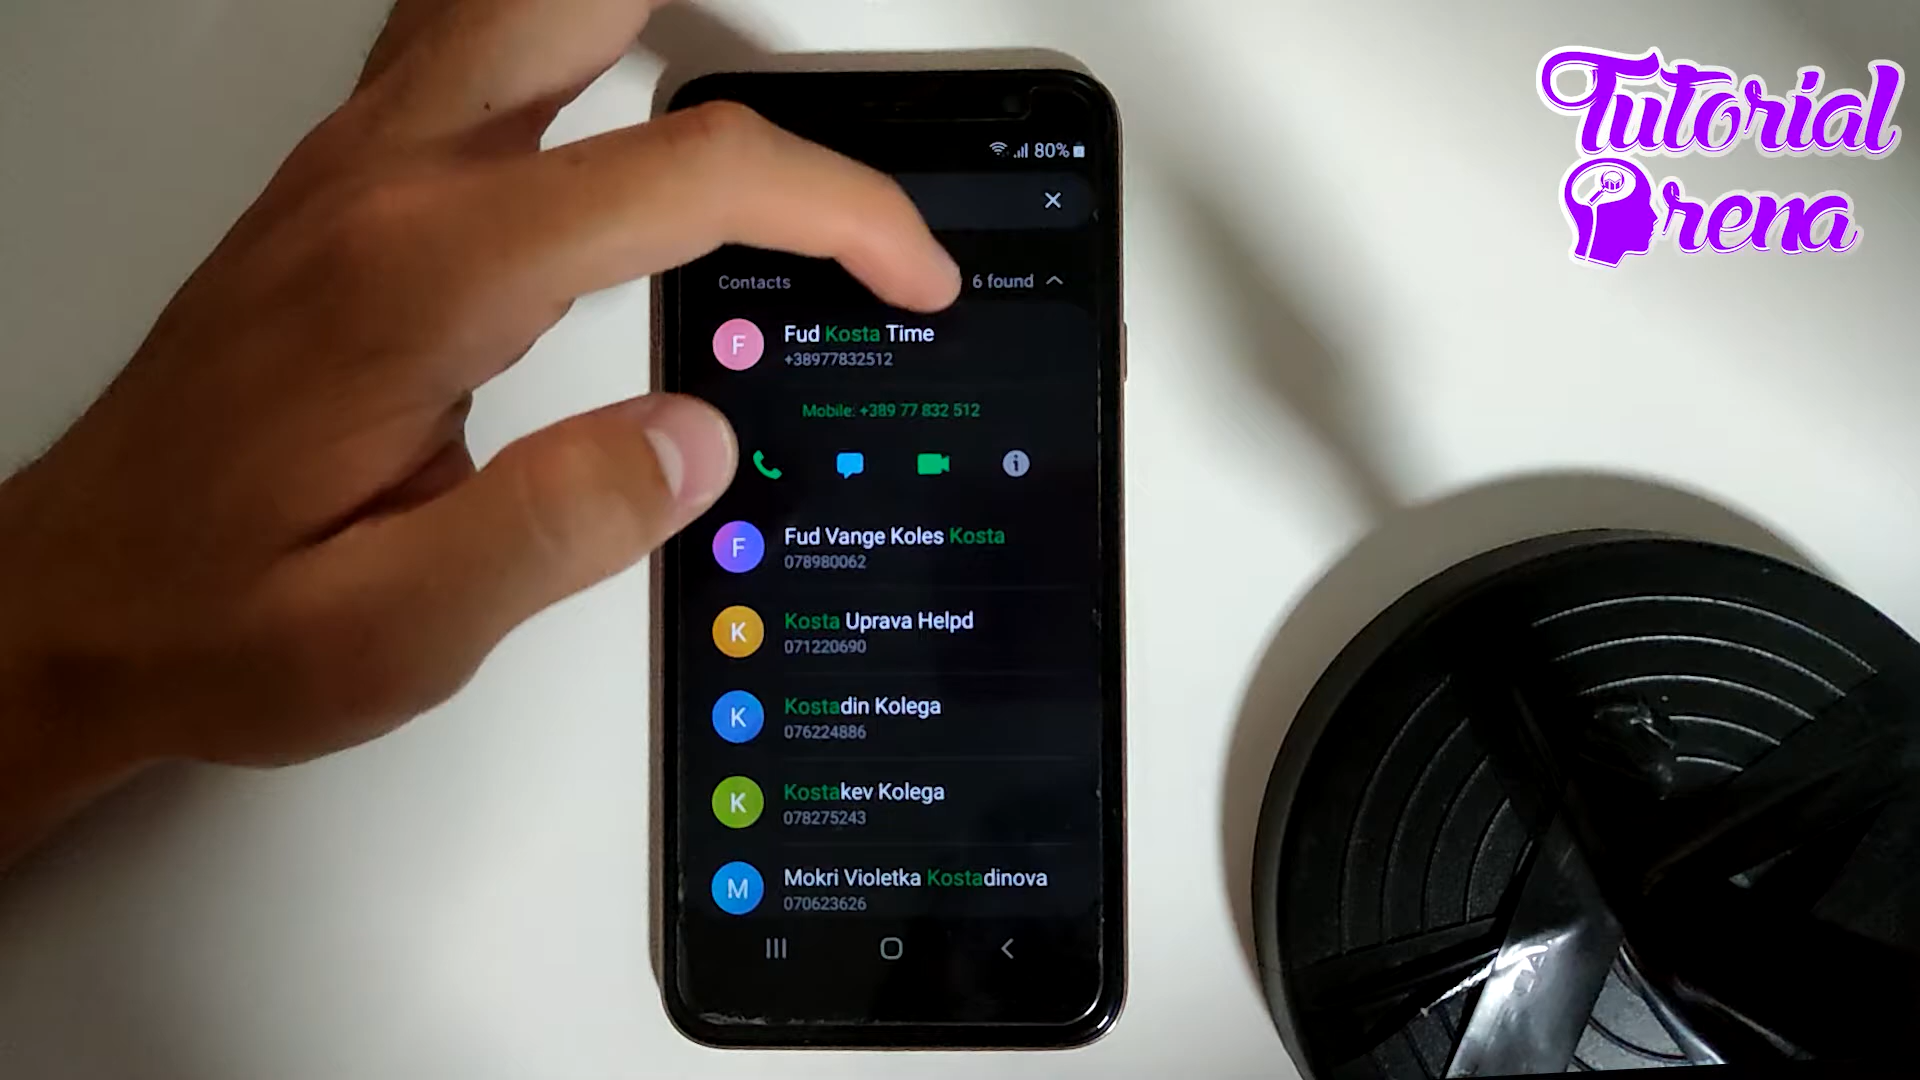 Tutorial
Arena
80%
Contacts
6 found
F
Fud Kosta Time
+38977832512
Mobile: +389 77 832 512
F
Fud Vange Koles Kosta
078980062
K
Kosta Uprava Helpd
071220690
K
Kostadin Kolega
076224886
K
Kostakev Kolega
078275243
M
Mokri Violetka Kostadinova
070623626